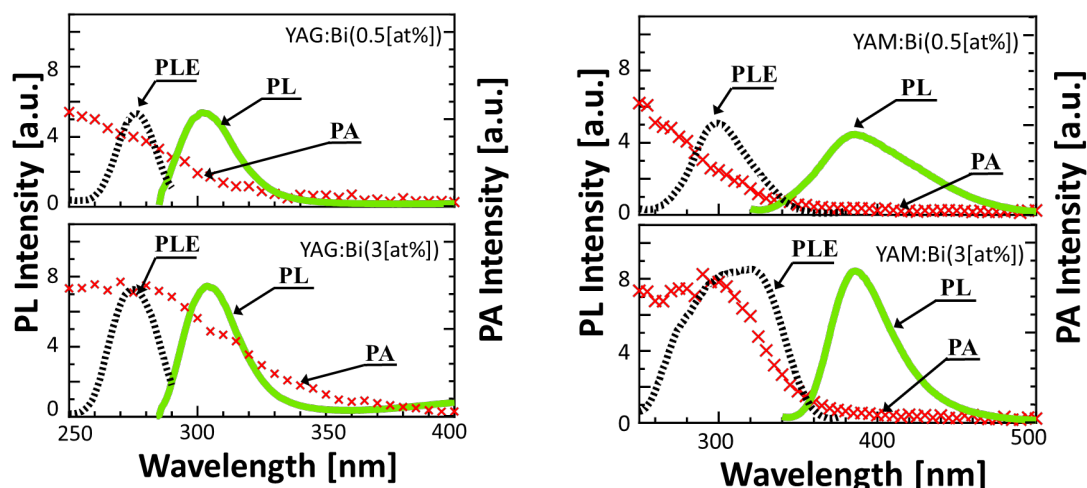 YAG:Bi(0.5[at%])
PLE
PL
PA
8
4
0
YAG:Bi(3[at%])
PLE
PL
PA
8
4
0
250 300 350 400
Wavelength [nm]
PL Intensity [a.u.]
PA Intensity [a.u.]
YAM:Bi(0.5[at%])
PLE
PL
PA
8
4
0
YAM:Bi(3[at%])
PLE
PL
PA
8
4
0
300 400 500
Wavelength [nm]
PL Intensity [a.u.]
PA Intensity [a.u.]